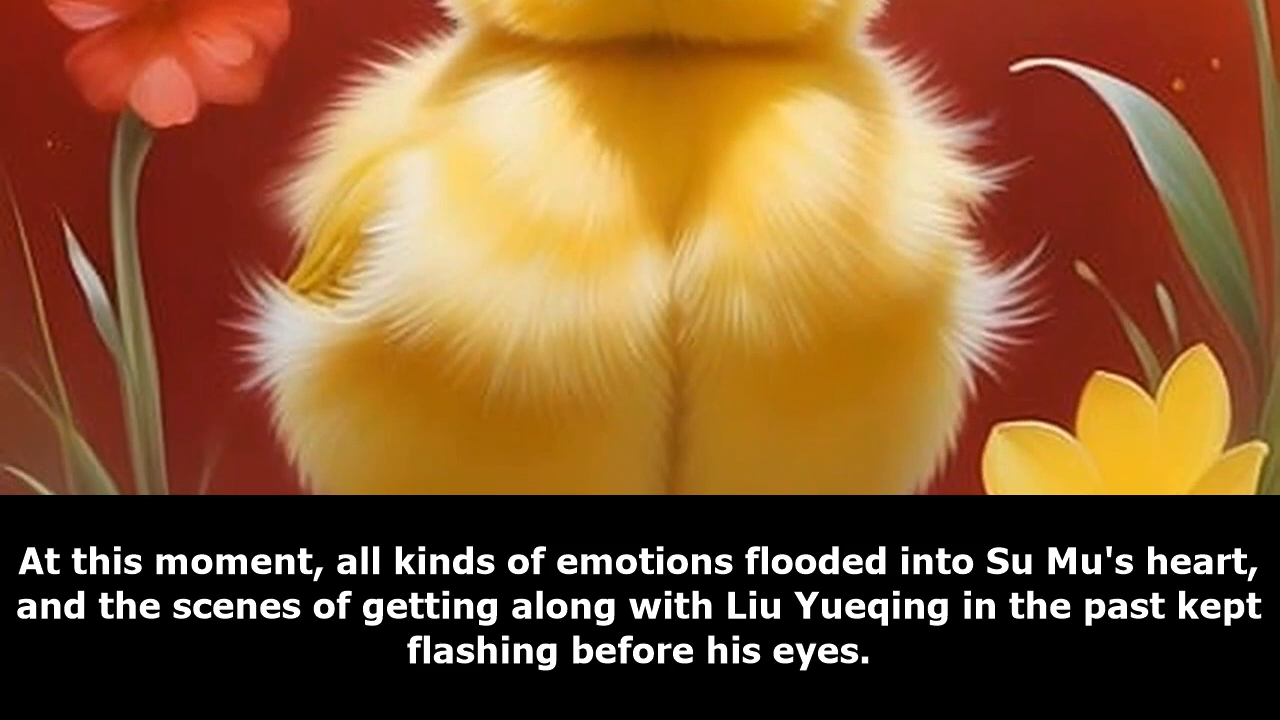 At this moment, all kinds of emotions flooded into Su Mu's heart,
and the scenes of getting along with Liu Yueqing in the past kept
flashing before his eyes.